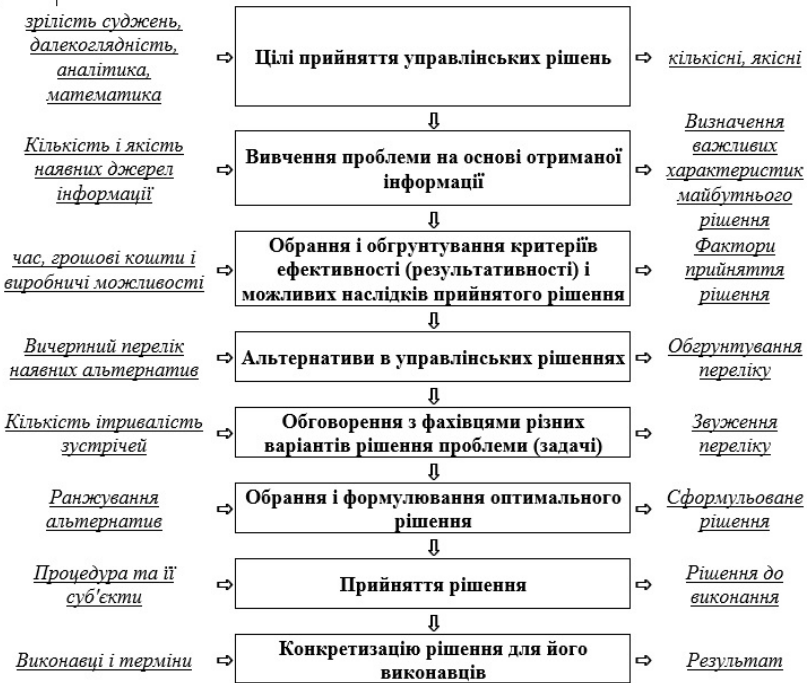 зрілість суджень,
далекоглядність,
аналітика,
математика
Цілі прийняття управлінських рішень
кількісні, якісні
Кількість і якість
наявних джерел
інформації
Вивчення проблеми на основі отриманої
інформації
Визначення
важливих
характеристик
майбутнього
рішення
час, грошові кошти і
виробничі можливості
Обрання і обгрунтування критеріїв
ефективності (результативності) і
можливих наслідків прийнятого рішення
Фактори
прийняття
рішення
Вичерпний перелік
наявних альтернатив
Альтернативи в управлінських рішеннях
Обгрунтування
переліку
Кількість ітривалість
зустрічей
Обговорення з фахівцями різних
варіантів рішення проблеми (задачі)
Звуження
переліку
Ранжування
альтернатив
Обрання і формулювання оптимального
рішення
Сформульоване
рішення
Процедура та її
суб'єкти
Прийняття рішення
Рішення до
виконання
Виконавці і терміни
Конкретизацію рішення для його
виконавців
Результат